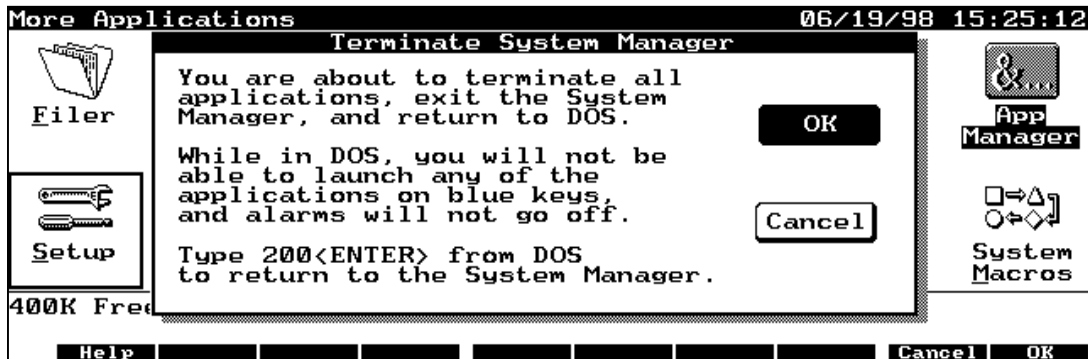 More Applications 06/19/98 15:25:12
Terminate System Manager
You are about to terminate all
applications, exit the System
Manager, and return to DOS.
While in DOS, you will not be
able to launch any of the
applications on blue keys,
and alarms will not go off.
Type 200<ENTER> from DOS
to return to the System Manager.
OK
Cancel
Filer
Setup
&...
App
Manager
System
Macros
400K Free
Help Cancel OK